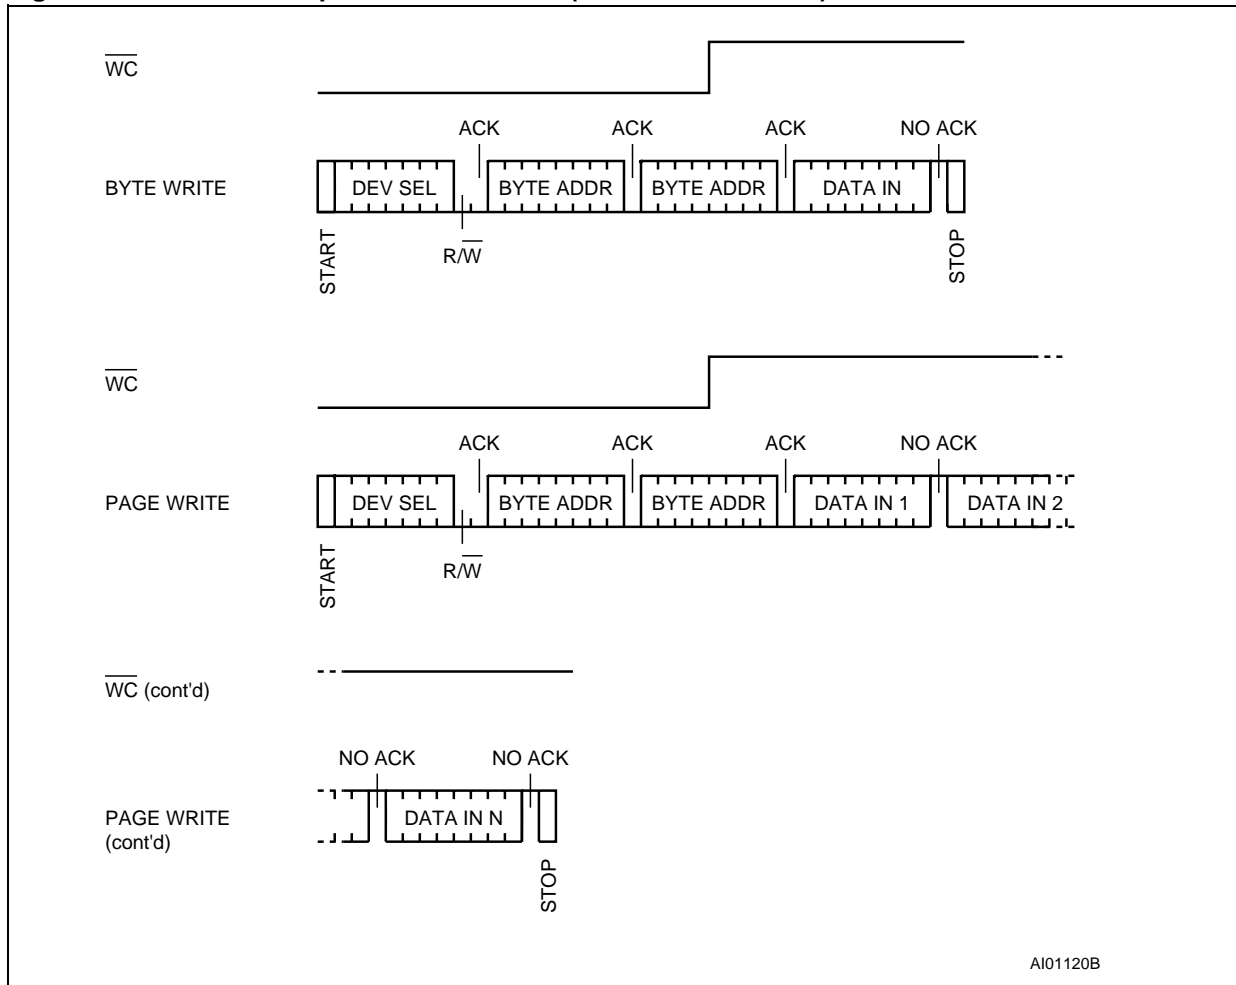 WC
ACK ACK ACK NO ACK
BYTE WRITE DEV SEL BYTE ADDR BYTE ADDR DATA IN
START R/W STOP
WC
ACK ACK ACK NO ACK
PAGE WRITE DEV SEL BYTE ADDR BYTE ADDR DATA IN 1 DATA IN 2
START R/W
WC (cont'd)
NO ACK NO ACK
PAGE WRITE DATA IN N
(cont'd)
STOP
AI01120B